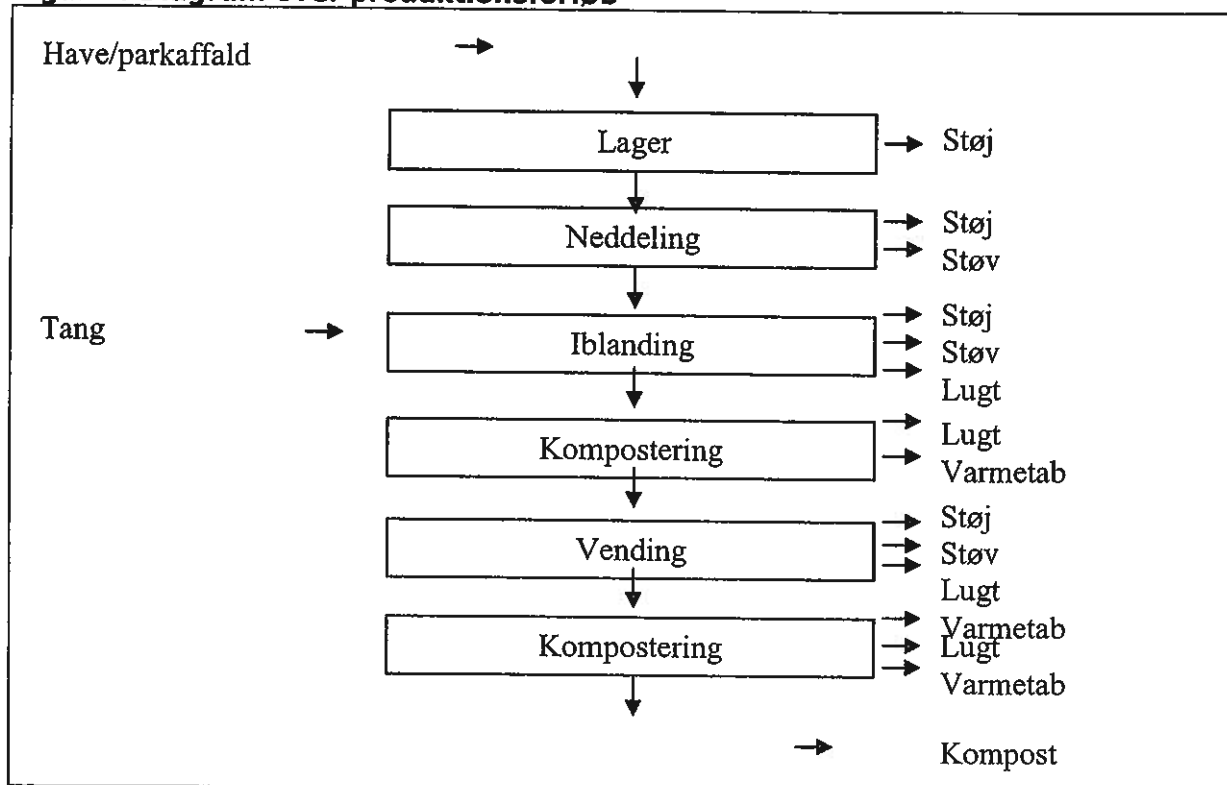 produktionsforløb
Have/parkaffald
Lager
Støj
Neddeling
Støj
Støv
Tang
Iblanding
Støj
Støv
Lugt
Kompostering
Lugt
Varmetab
Vending
Støj
Støv
Lugt
Varmetab
Kompostering
Lugt
Varmetab
Kompost